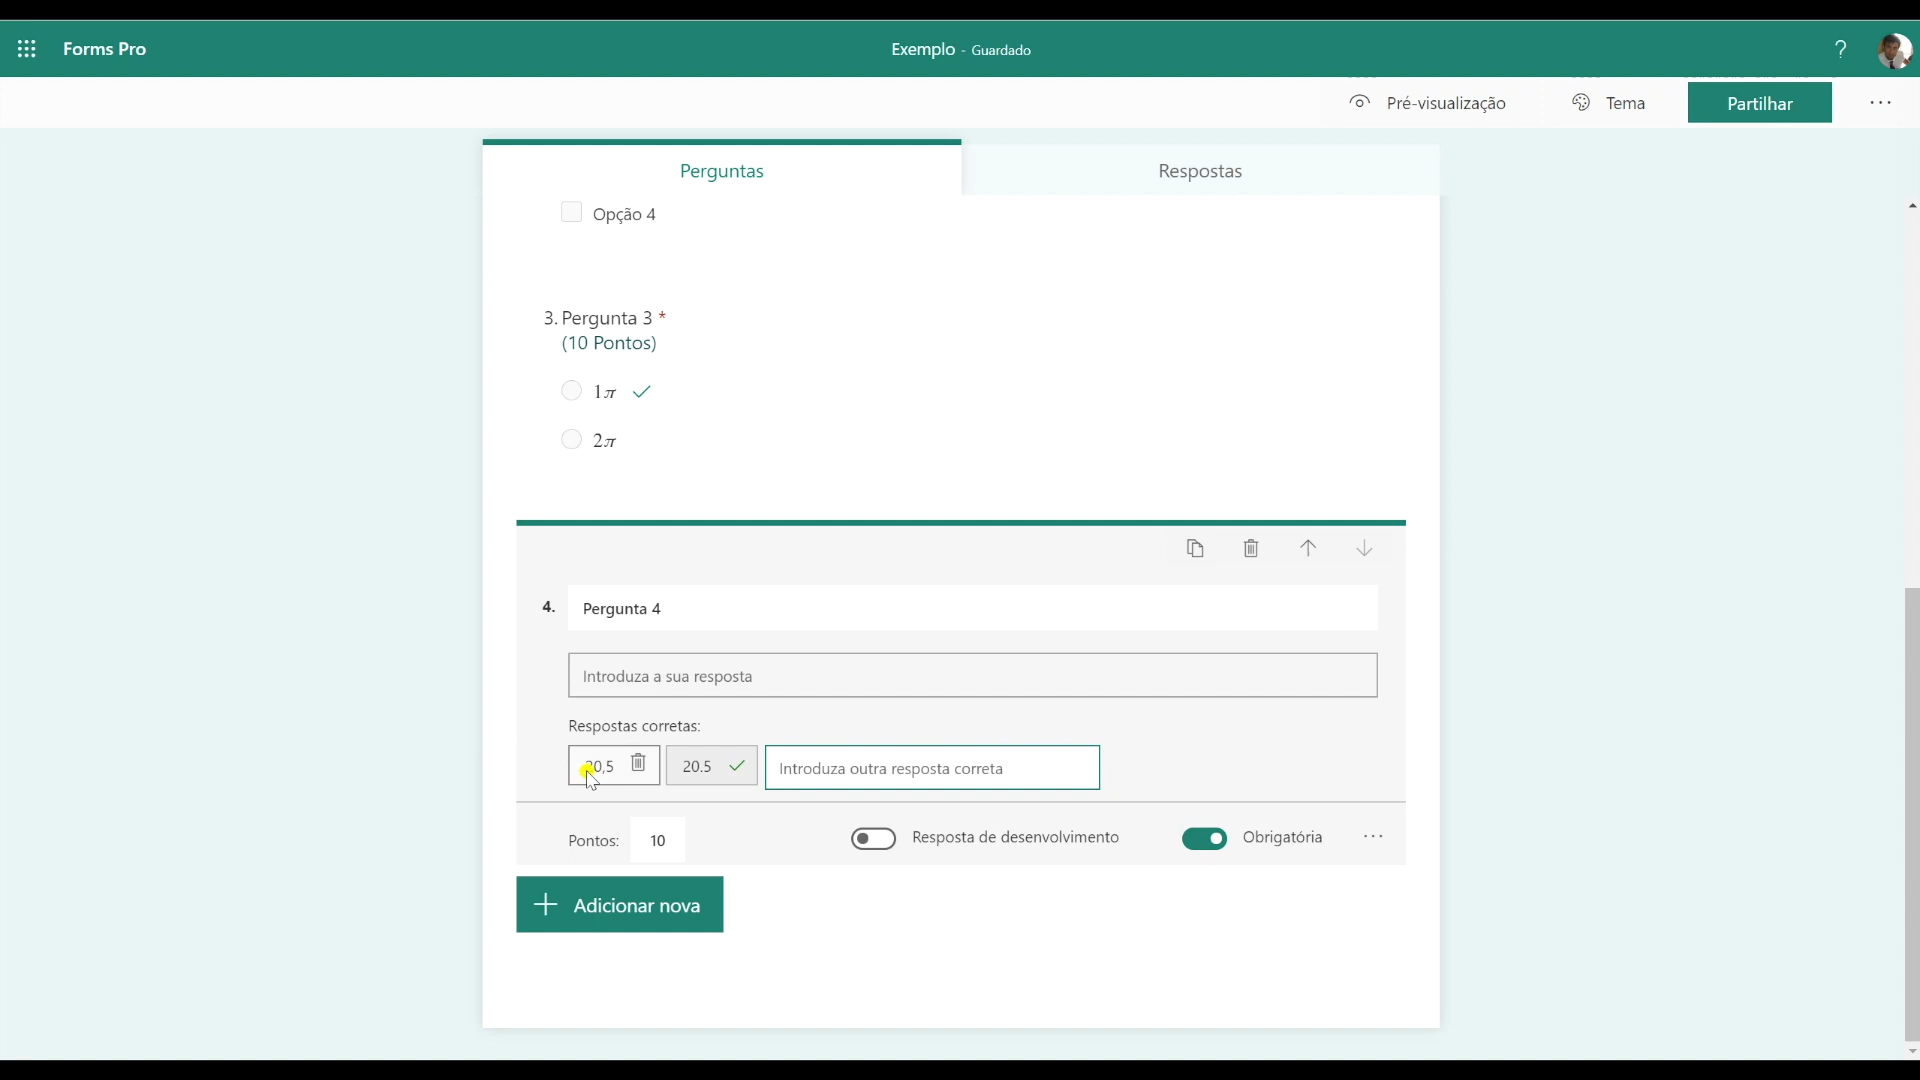 Forms Pro
Exemplo - Guardado
?
Pré-visualização
Tema
Partilhar
Perguntas
Respostas
Opção 4
3. Pergunta 3 *
(10 Pontos)
1π
2π
4. Pergunta 4
Introduza a sua resposta
Respostas corretas:
20,5
20.5
Introduza outra resposta correta
Pontos: 10
Resposta de desenvolvimento
Obrigatória
Adicionar nova